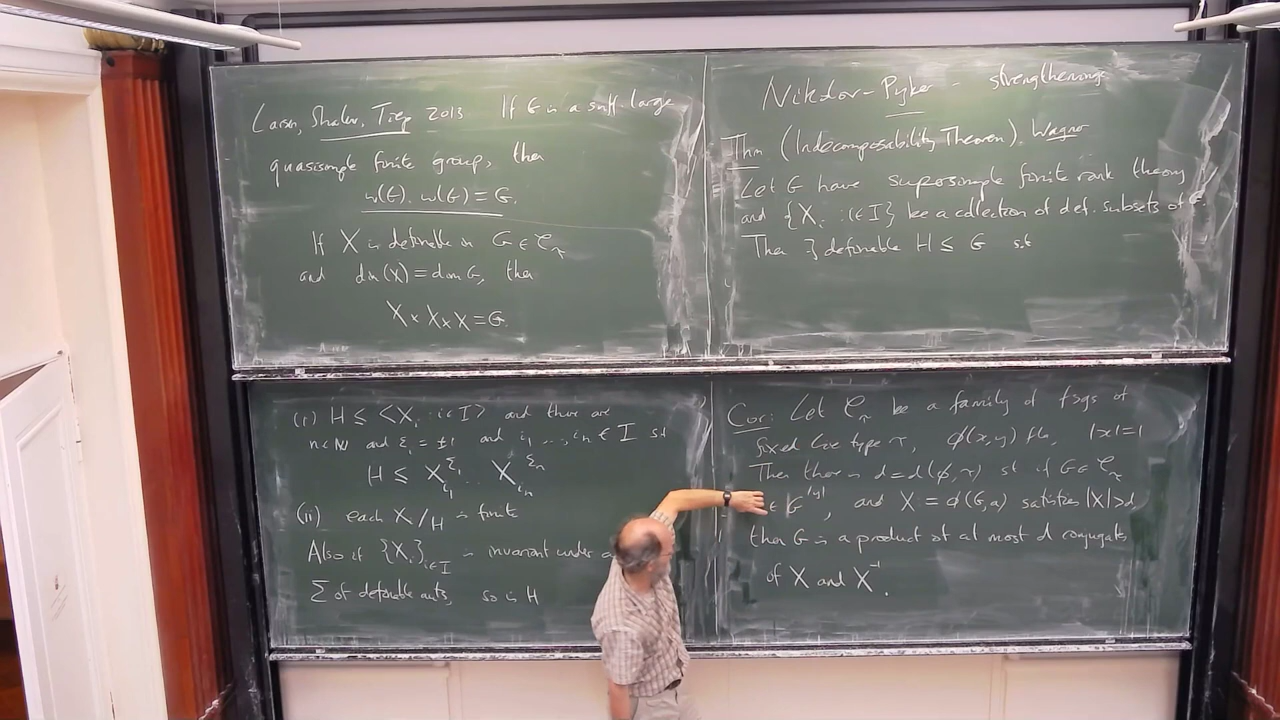 Larsen, Shalev, Tiep 2013 If G is a suff. large
quasisimple finite group, then
w(G). w(G) = G.
If X is definable in G ∈ 𝒞_τ
and dim(X) = dim G, then
X × X × X = G.
Nikolov-Pyber - strengthenings
Thm (Indecomposability Theorem). Wagner
Let G have supersimple finite rank theory
and {X_i : i ∈ I} be a collection of def. subsets of G.
Then ∃ definable H ≤ G st
(i) H ≤ <X_i : i ∈ I> and there are
n ∈ ℕ and ε_i = ±1 and i_1, ..., i_n ∈ I st
H ≤ X_{i_1}^{ε_1} ... X_{i_n}^{ε_n}
(ii) each X_i/H is finite
Also if {X_i}_{i∈I} is invariant under a
Σ of definable auts, so is H
Cor: Let 𝒞_τ be a family of fsgs of
fixed Lie type τ, φ(x,y) fla, |x|=1
Then there is d = d(φ,τ) st if G ∈ 𝒞_τ
∈ G^{|y|}, and X = φ(G,a) satisfies |X|>d,
then G is a product of at most d conjugates
of X and X^{-1}.